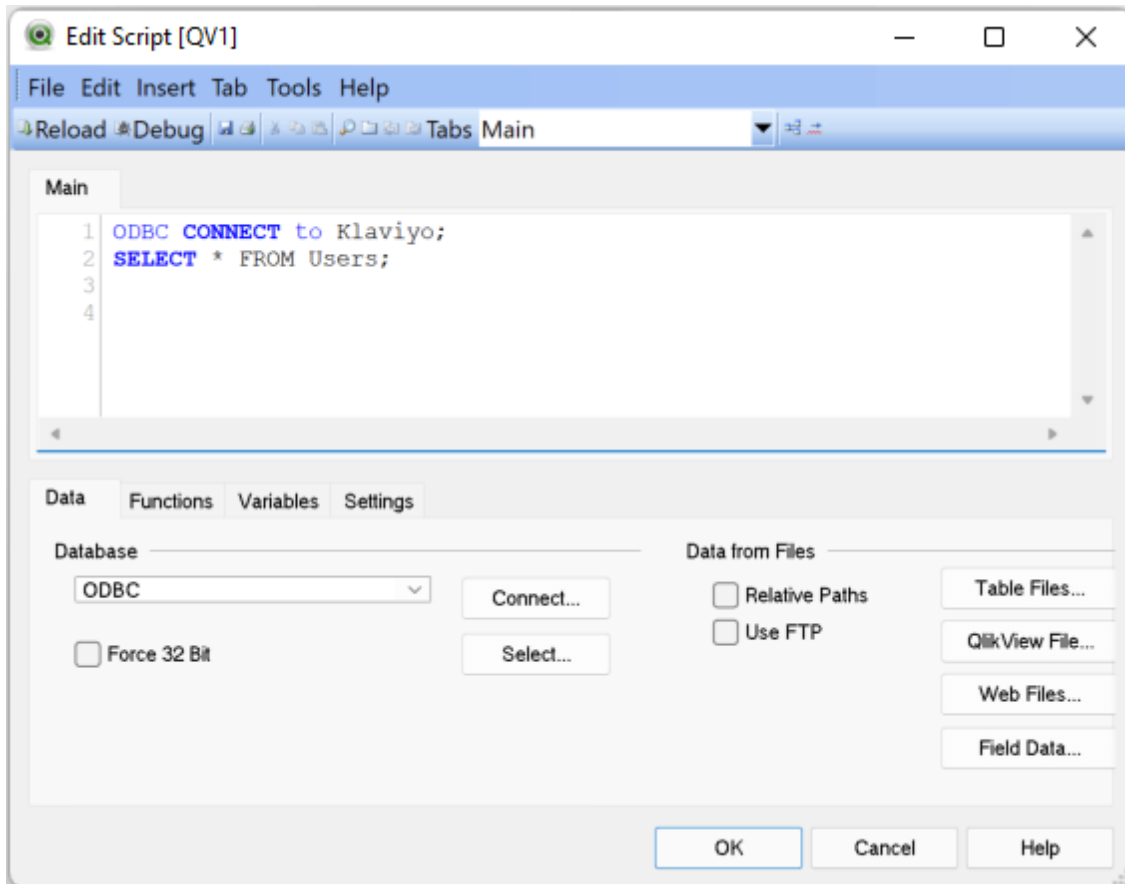 Edit Script [QV1]
File Edit Insert Tab Tools Help
Reload Debug Tabs Main
Main
1 ODBC CONNECT to Klaviyo;
2 SELECT * FROM Users;
3
4
Data Functions Variables Settings
Database
ODBC
Connect...
Force 32 Bit
Select...
Data from Files
Relative Paths
Use FTP
Table Files...
QlikView File...
Web Files...
Field Data...
OK Cancel Help